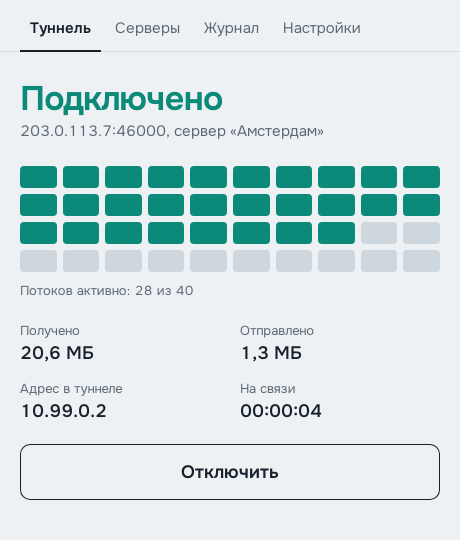 Туннель Серверы Журнал Настройки
Подключено
203.0.113.7:46000, сервер «Амстердам»
Потоков активно: 28 из 40
Получено Отправлено
20,6 МБ 1,3 МБ
Адрес в туннеле На связи
10.99.0.2 00:00:04
Отключить